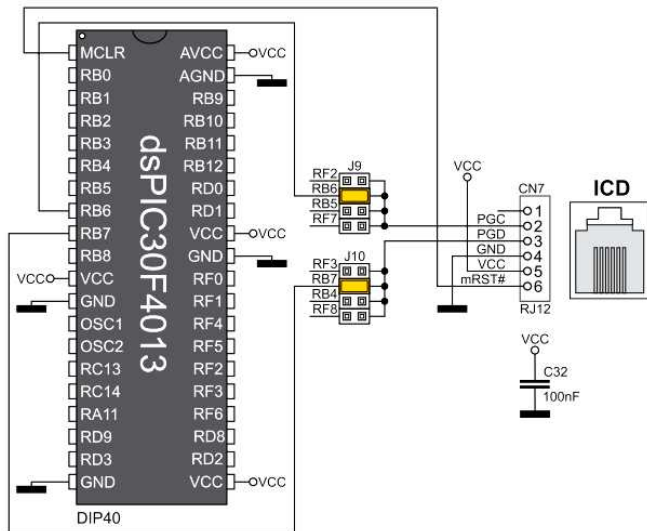 MCLR
RB0
RB1
RB2
RB3
RB4
RB5
RB6
RB7
RB8
VCC
GND
OSC1
OSC2
RC13
RC14
RA11
RD9
RD3
GND
VCC
dsPIC30F4013
AVCC
AGND
RB9
RB10
RB11
RB12
RD0
RD1
VCC
GND
RF0
RF1
RF4
RF5
RF2
RF3
RF6
RD8
RD2
VCC
VCC
VCC
VCC
DIP40
J9
RF2
RB6
RB5
RF7
J10
RF3
RB7
RB4
RF8
VCC
PGC
PGD
GND
VCC
mRST#
CN7
1
2
3
4
5
6
RJ12
ICD
VCC
C32
100nF